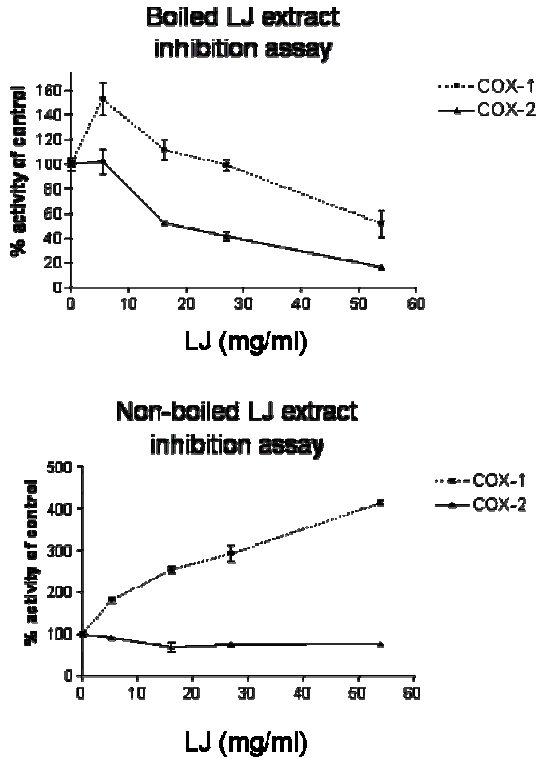 Boiled LJ extract
inhibition assay
COX-1
COX-2
% activity of control
160
140
120
100
80
60
40
20
0
0 10 20 30 40 50 60
LJ (mg/ml)
Non-boiled LJ extract
inhibition assay
COX-1
COX-2
% activity of control
500
400
300
200
100
0
0 10 20 30 40 50 60
LJ (mg/ml)